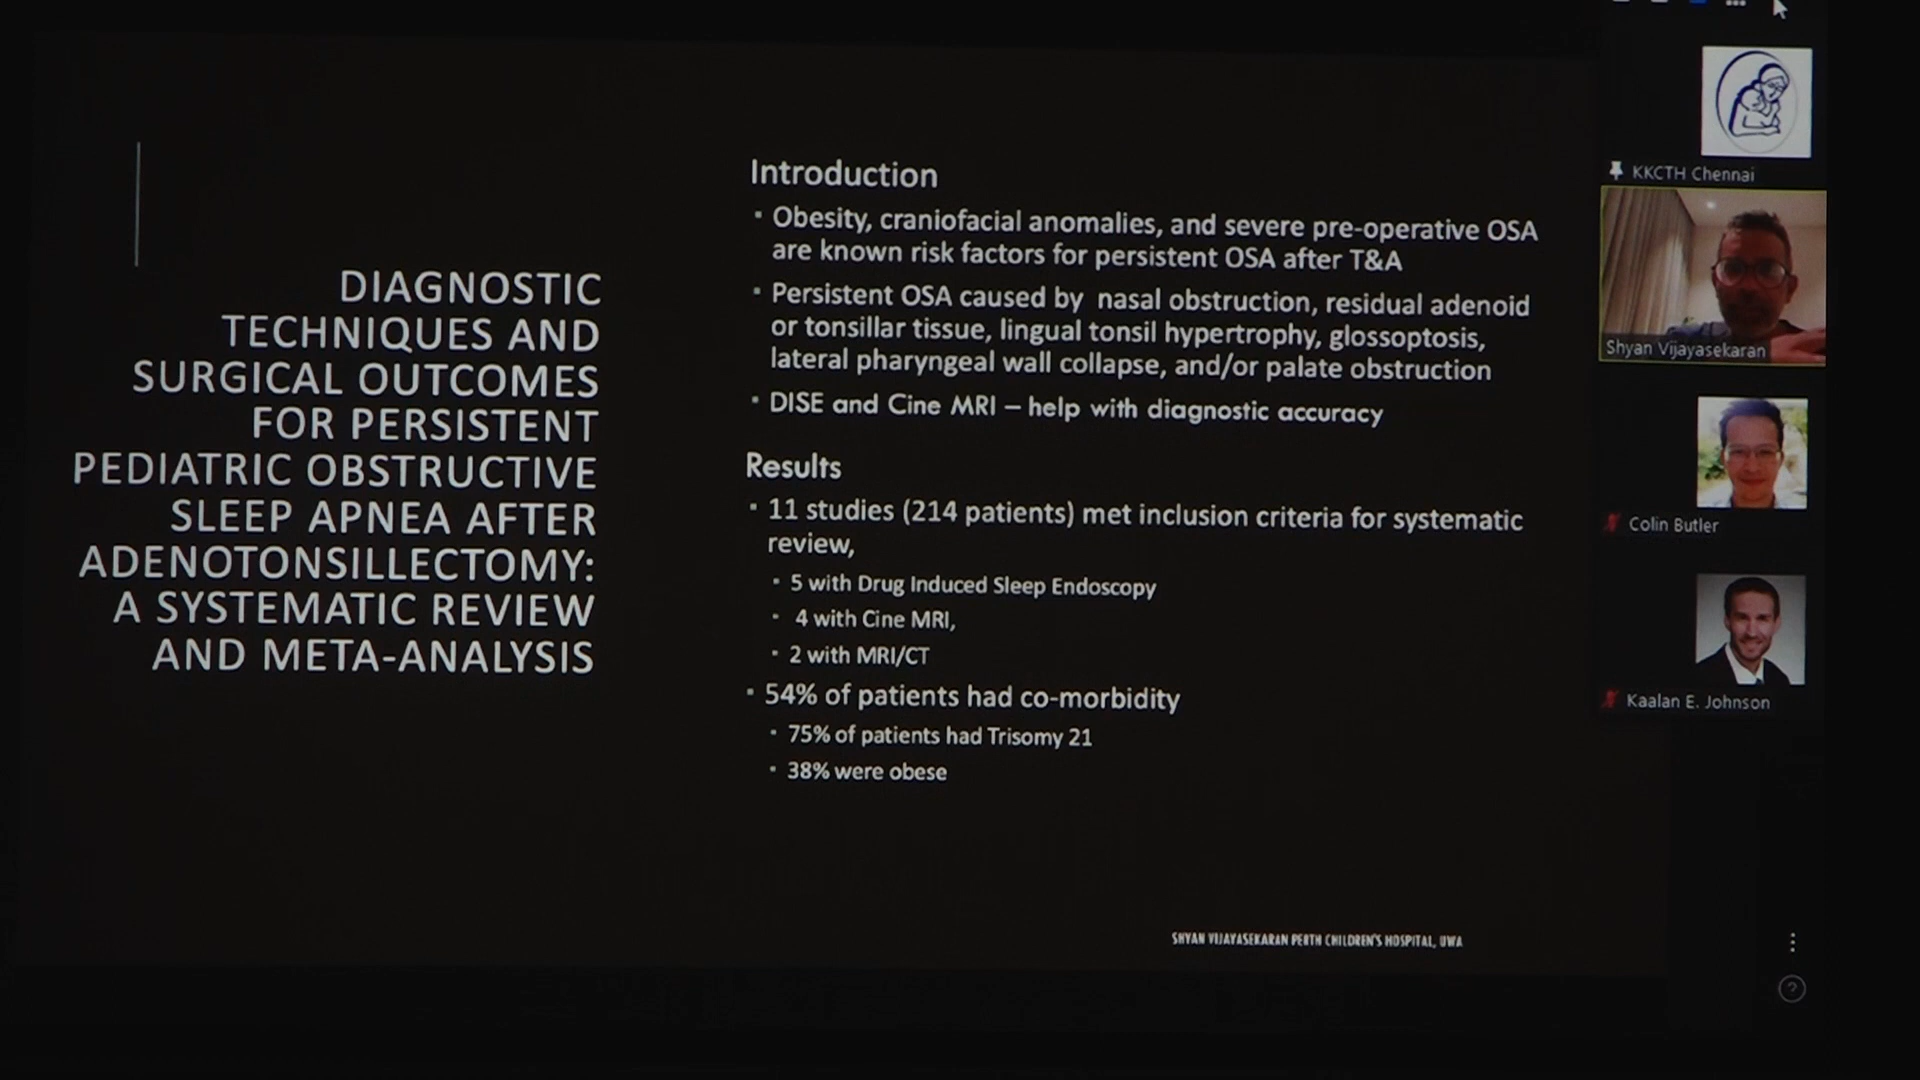 DIAGNOSTIC
TECHNIQUES AND
SURGICAL OUTCOMES
FOR PERSISTENT
PEDIATRIC OBSTRUCTIVE
SLEEP APNEA AFTER
ADENOTONSILLECTOMY:
A SYSTEMATIC REVIEW
AND META-ANALYSIS
Introduction
Obesity, craniofacial anomalies, and severe pre-operative OSA
are known risk factors for persistent OSA after T&A
Persistent OSA caused by nasal obstruction, residual adenoid
or tonsillar tissue, lingual tonsil hypertrophy, glossoptosis,
lateral pharyngeal wall collapse, and/or palate obstruction
DISE and Cine MRI – help with diagnostic accuracy
Results
11 studies (214 patients) met inclusion criteria for systematic
review,
5 with Drug Induced Sleep Endoscopy
4 with Cine MRI,
2 with MRI/CT
54% of patients had co-morbidity
75% of patients had Trisomy 21
38% were obese
SHYAN VIJAYASEKARAN PERTH CHILDREN'S HOSPITAL, UWA
KKCTH Chennai
Shyan Vijayasekaran
Colin Butler
Kaalan E. Johnson